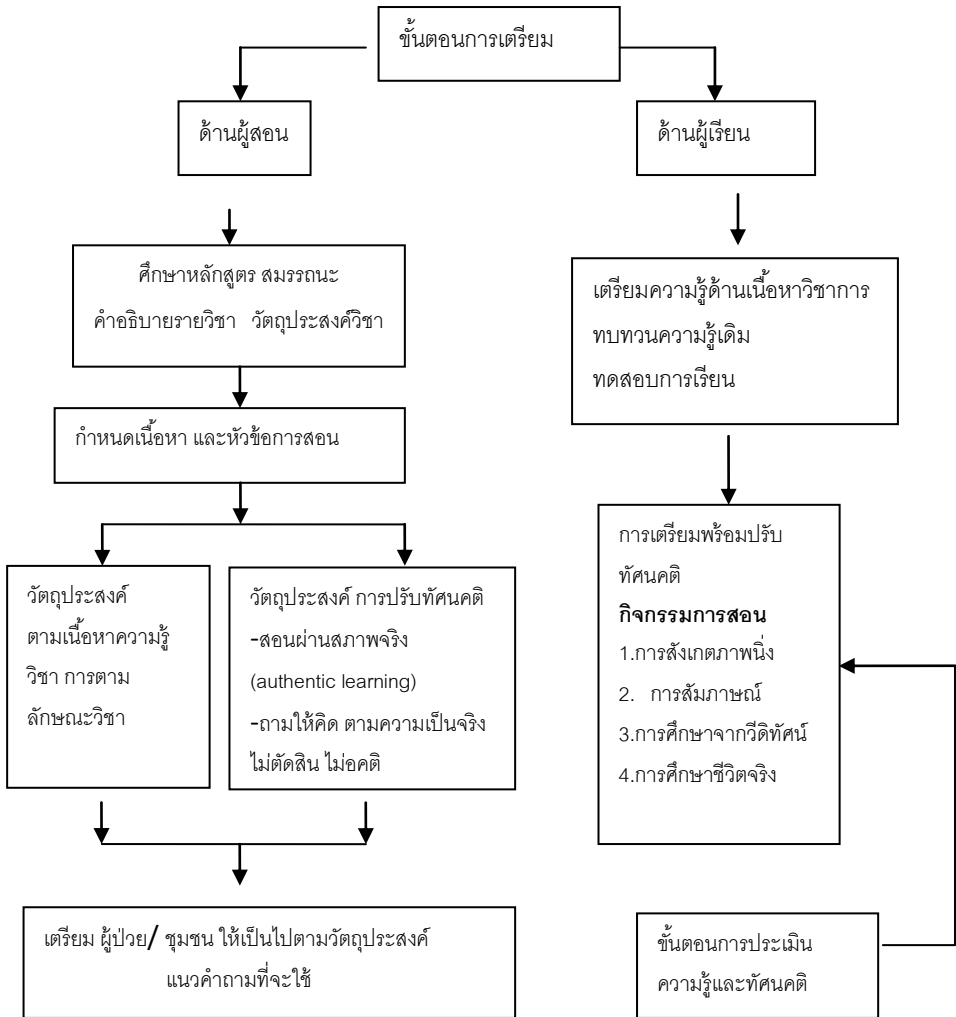 ขั้นตอนการเตรียม
ด้านผู้สอน
ด้านผู้เรียน
ศึกษาหลักสูตร สมรรถนะ
คำอธิบายรายวิชา วัตถุประสงค์วิชา
เตรียมความรู้ด้านเนื้อหาวิชาการ
ทบทวนความรู้เดิม
ทดสอบการเรียน
กำหนดเนื้อหา และหัวข้อการสอน
วัตถุประสงค์
ตามเนื้อหาความรู้
วิชา การตาม
ลักษณะวิชา
วัตถุประสงค์ การปรับทัศนคติ
-สอนผ่านสภาพจริง
(authentic learning)
-ถามให้คิด ตามความเป็นจริง
ไม่ตัดสิน ไม่อคติ
การเตรียมพร้อมปรับ
ทัศนคติ
กิจกรรมการสอน
1.การสังเกตภาพนิ่ง
2. การสัมภาษณ์
3.การศึกษาจากวีดิทัศน์
4.การศึกษาชีวิตจริง
เตรียม ผู้ป่วย/ ชุมชน ให้เป็นไปตามวัตถุประสงค์
แนวคำถามที่จะใช้
ขั้นตอนการประเมิน
ความรู้และทัศนคติ